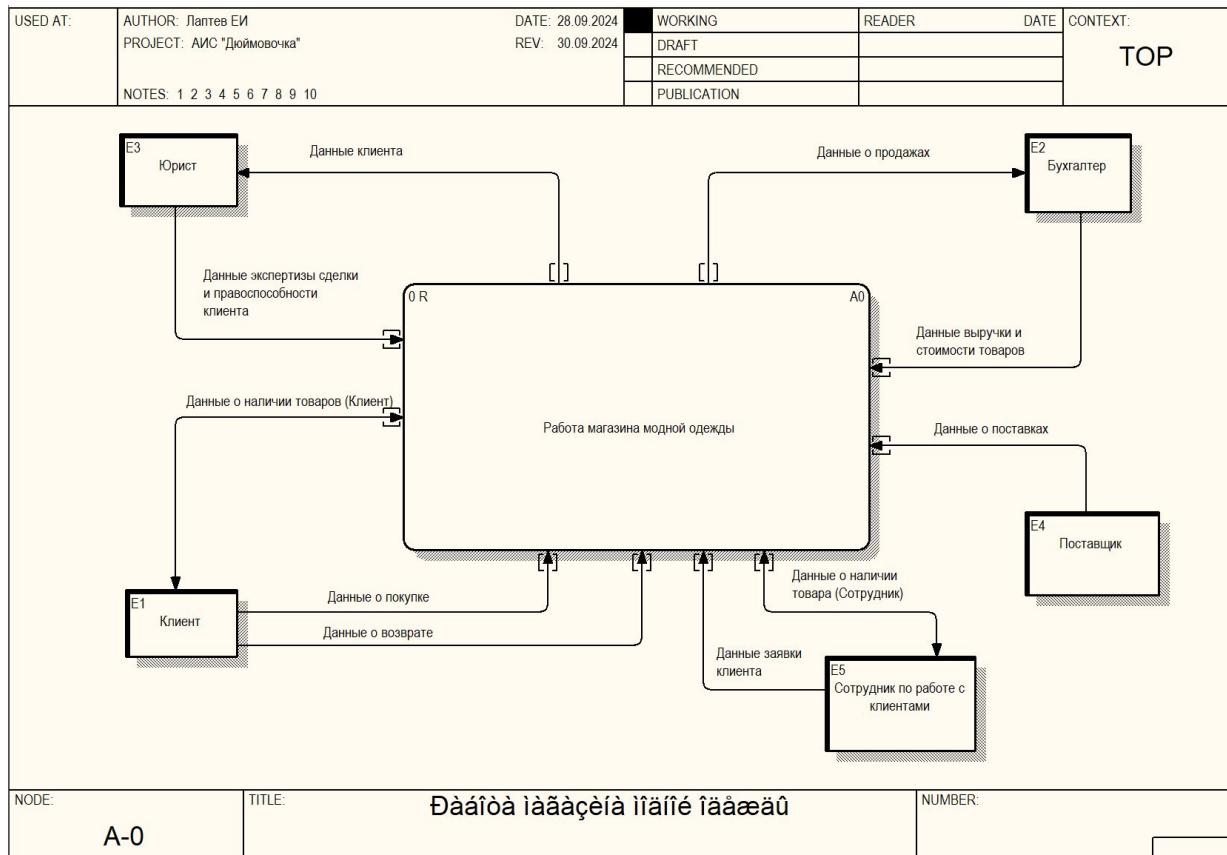 USED AT:
AUTHOR: Лаптев ЕИ
DATE: 28.09.2024
PROJECT: АИС "Дюймовочка"
REV: 30.09.2024
NOTES: 1 2 3 4 5 6 7 8 9 10
WORKING
DRAFT
RECOMMENDED
PUBLICATION
READER
DATE
CONTEXT:
TOP
E3
Юрист
Данные клиента
Данные о продажах
E2
Бухгалтер
Данные экспертизы сделки
и правоспособности
клиента
0 R
A0
Данные выручки и
стоимости товаров
Данные о наличии товаров (Клиент)
Работа магазина модной одежды
Данные о поставках
E4
Поставщик
E1
Клиент
Данные о покупке
Данные о возврате
Данные о наличии
товара (Сотрудник)
Данные заявки
клиента
E5
Сотрудник по работе с
клиентами
NODE:
A-0
TITLE:
Ðàáîòà ìàãàçèíà ìîäíîé îäåæäû
NUMBER: